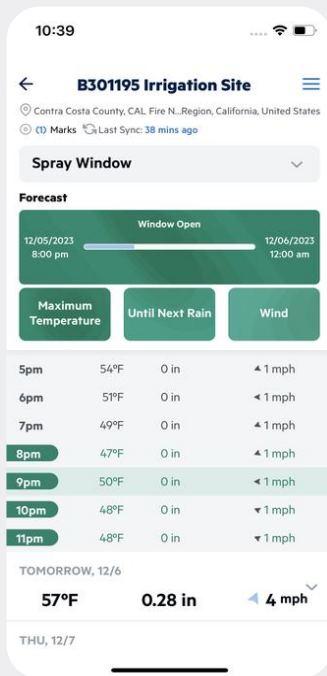 10:39
B301195 Irrigation Site
Contra Costa County, CAL Fire N...Region, California, United States
(1) Marks Last Sync: 38 mins ago
Spray Window
Forecast
Window Open
12/05/2023 12/06/2023
8:00 pm 12:00 am
Maximum Temperature Until Next Rain Wind
5pm 54°F 0 in 1 mph
6pm 51°F 0 in 1 mph
7pm 49°F 0 in 1 mph
8pm 47°F 0 in 1 mph
9pm 50°F 0 in 1 mph
10pm 48°F 0 in 1 mph
11pm 48°F 0 in 1 mph
TOMORROW, 12/6
57°F 0.28 in 4 mph
THU, 12/7